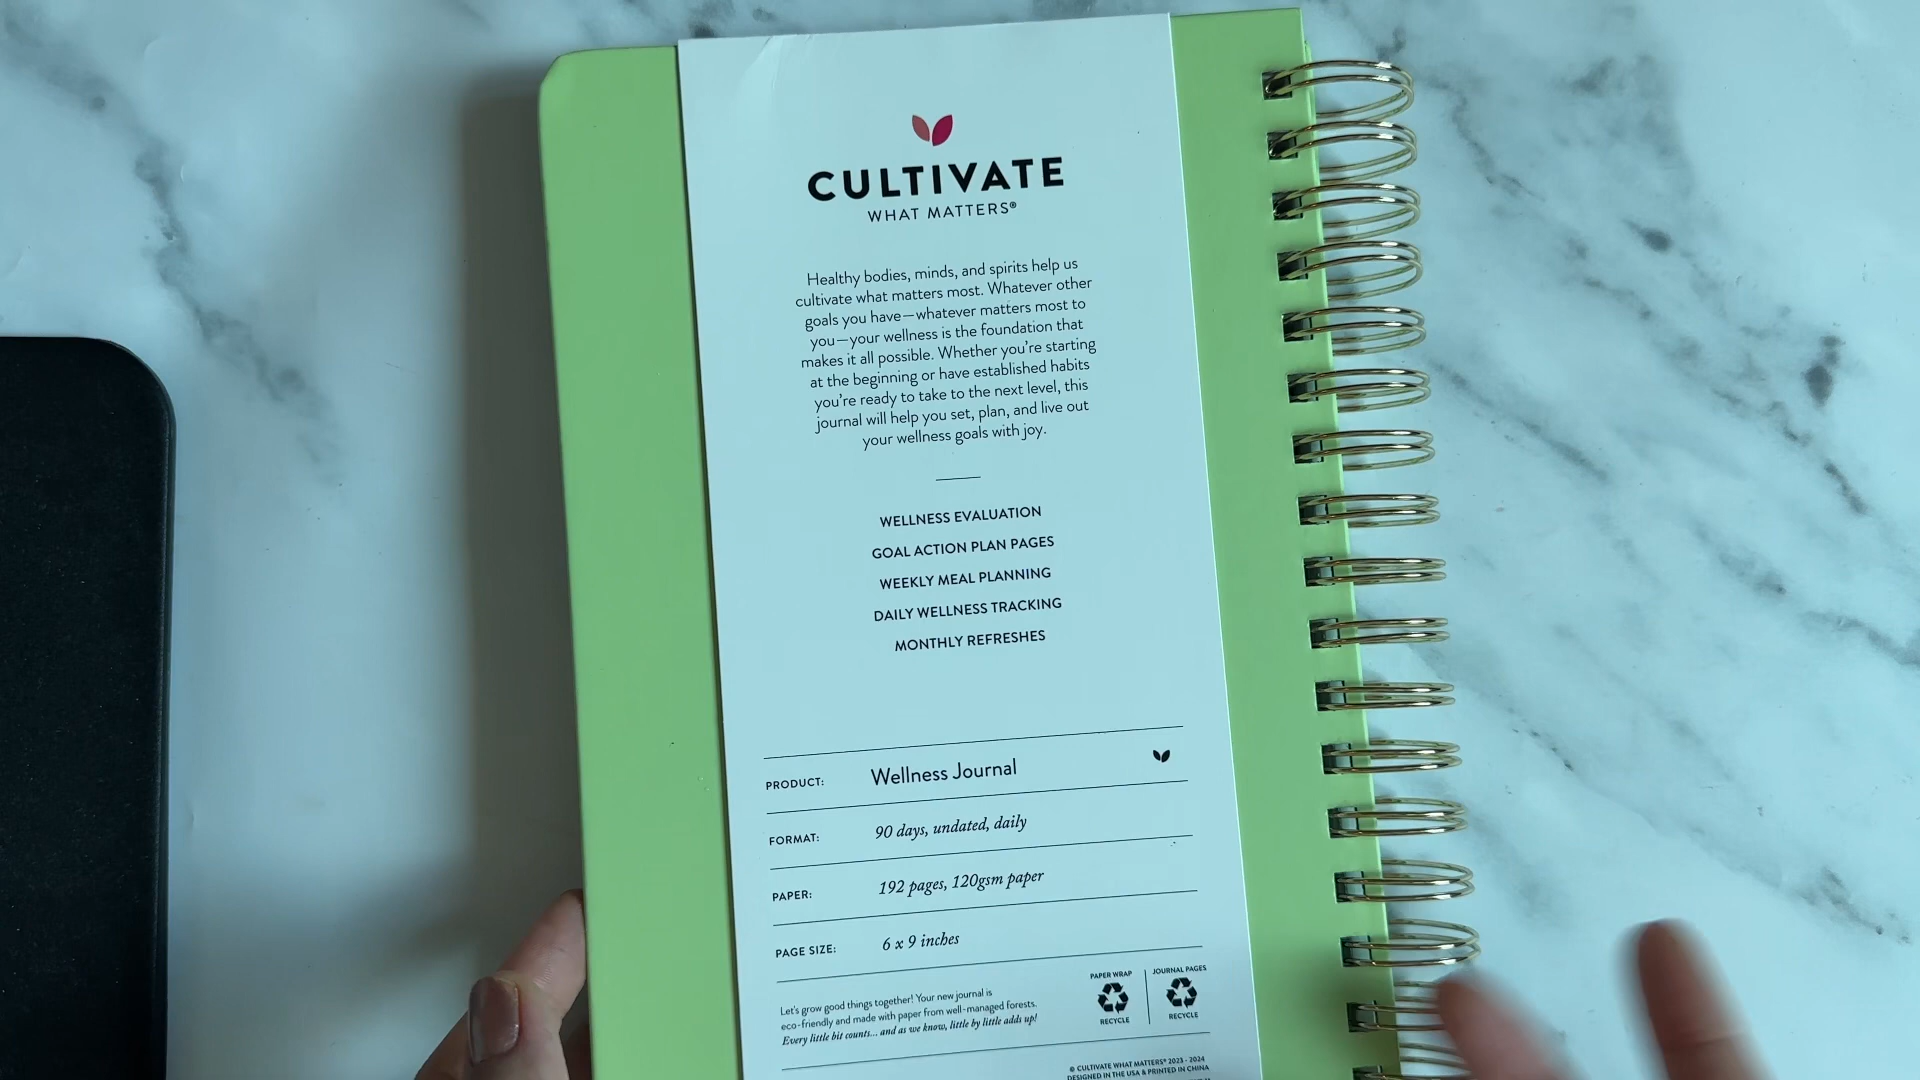 CULTIVATE
WHAT MATTERS®
Healthy bodies, minds, and spirits help us
cultivate what matters most. Whatever other
goals you have—whatever matters most to
you—your wellness is the foundation that
makes it all possible. Whether you're starting
at the beginning or have established habits
you're ready to take to the next level, this
journal will help you set, plan, and live out
your wellness goals with joy.
WELLNESS EVALUATION
GOAL ACTION PLAN PAGES
WEEKLY MEAL PLANNING
DAILY WELLNESS TRACKING
MONTHLY REFRESHES
PRODUCT: Wellness Journal
FORMAT: 90 days, undated, daily
PAPER: 192 pages, 120gsm paper
PAGE SIZE: 6 x 9 inches
Let's grow good things together! Your new journal is
eco-friendly and made with paper from well-managed forests.
Every little bit counts... and as we know, little by little adds up!
PAPER WRAP
RECYCLE
JOURNAL PAGES
RECYCLE
© CULTIVATE WHAT MATTERS® 2023 - 2024
DESIGNED IN THE USA & PRINTED IN CHINA